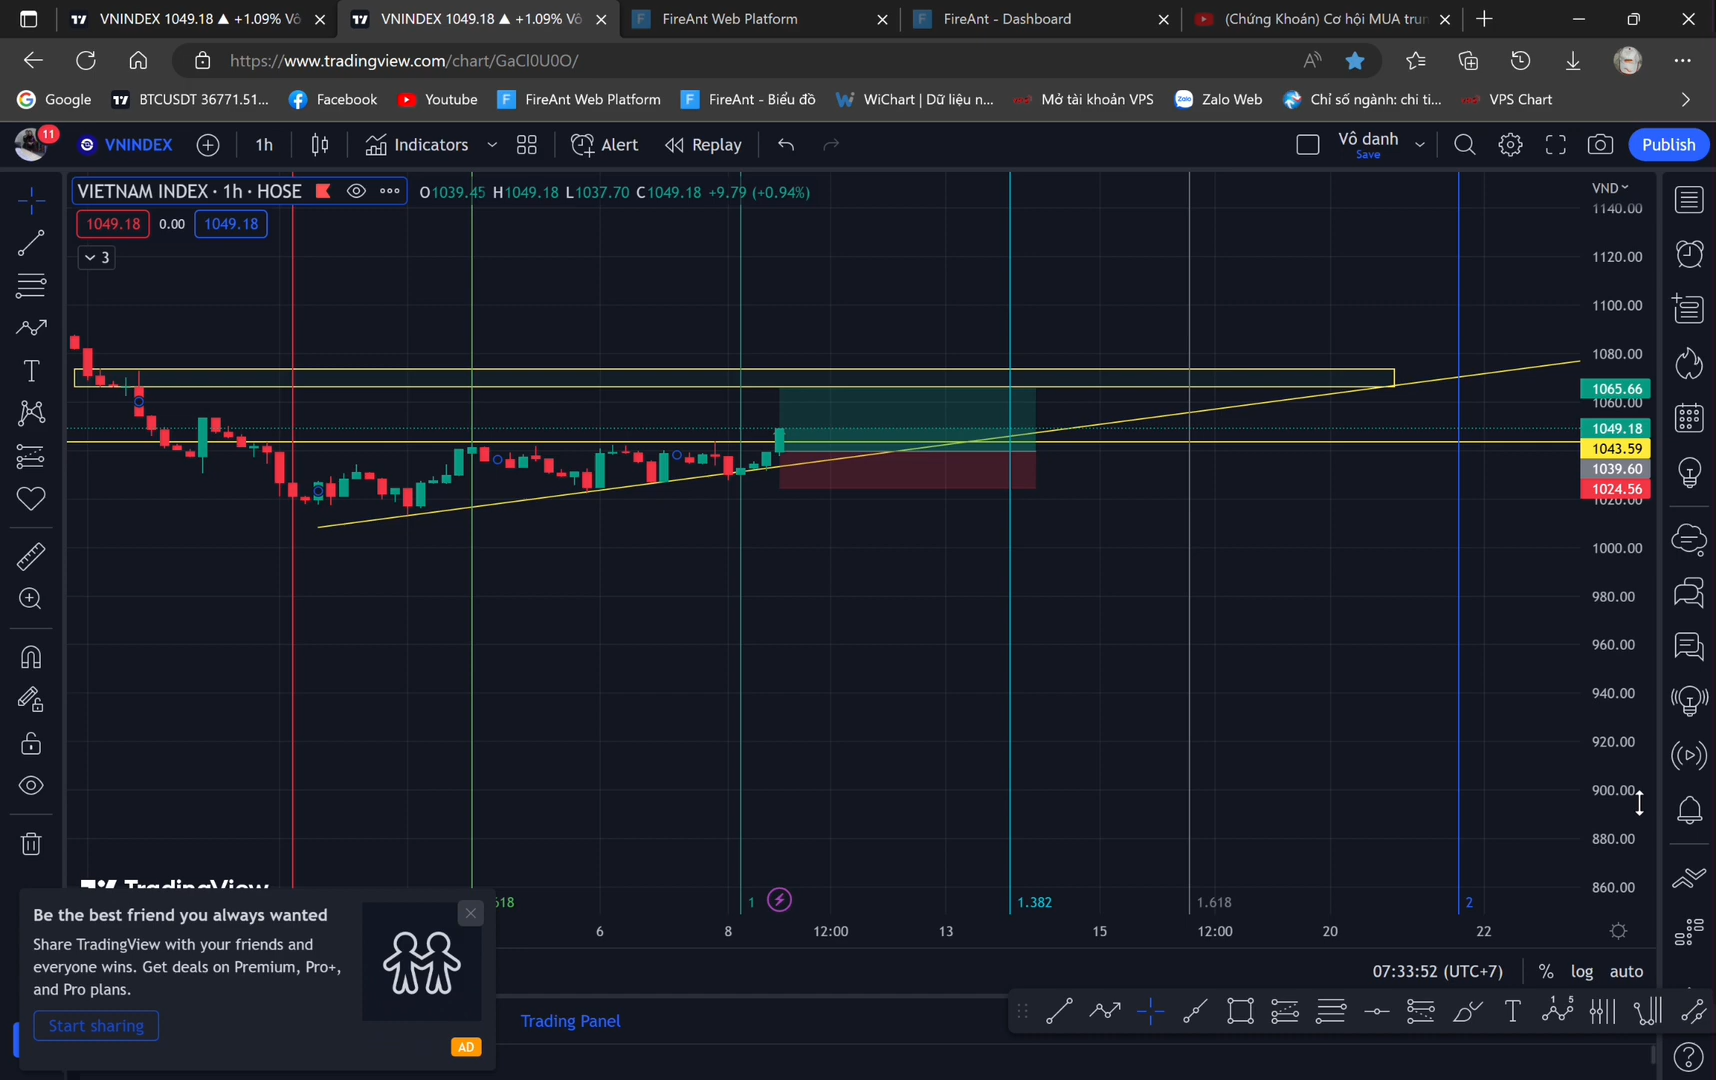 VNINDEX 1049.18 ▲ +1.09% Vô
VNINDEX 1049.18 ▲ +1.09% Vô
FireAnt Web Platform
FireAnt - Dashboard
(Chứng Khoán) Cơ hội MUA trun
https://www.tradingview.com/chart/GaCl0U0O/
Google
BTCUSDT 36771.51...
Facebook
Youtube
FireAnt Web Platform
FireAnt - Biểu đồ
WiChart | Dữ liệu n...
Mở tài khoản VPS
Zalo Web
Chỉ số ngành: chi ti...
VPS Chart
11
VNINDEX
1h
Indicators
Alert
Replay
Vô danh
Save
Publish
VIETNAM INDEX · 1h · HOSE
O1039.45 H1049.18 L1037.70 C1049.18 +9.79 (+0.94%)
1049.18
0.00
1049.18
3
VND
1140.00
1120.00
1100.00
1080.00
1065.66
1060.00
1049.18
1043.59
1039.60
1024.56
1020.00
1000.00
980.00
960.00
940.00
920.00
900.00
880.00
860.00
TradingView
618
1
1.382
1.618
2
6
8
12:00
13
15
12:00
20
22
Be the best friend you always wanted
Share TradingView with your friends and
everyone wins. Get deals on Premium, Pro+,
and Pro plans.
Start sharing
AD
07:33:52 (UTC+7)
%
log
auto
Trading Panel